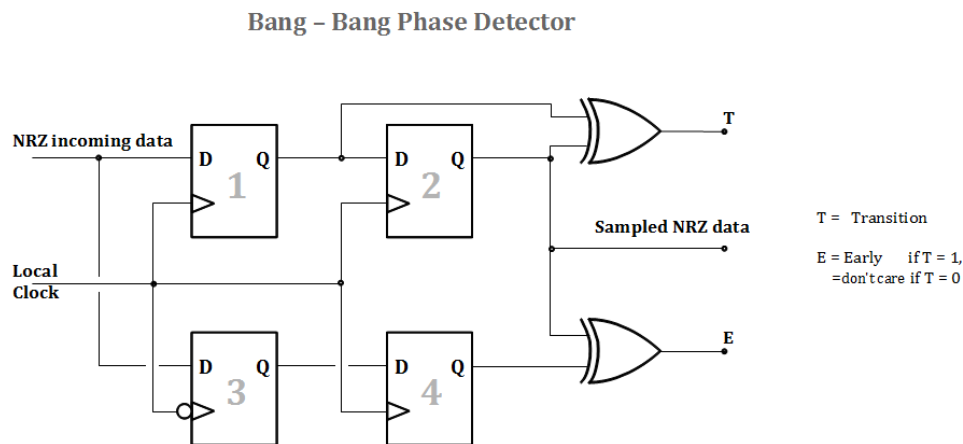 Bang – Bang Phase Detector
NRZ incoming data
D Q
1
D Q
2
T
Sampled NRZ data
T = Transition
E = Early if T = 1,
=don't care if T = 0
Local
Clock
D Q
3
D Q
4
E